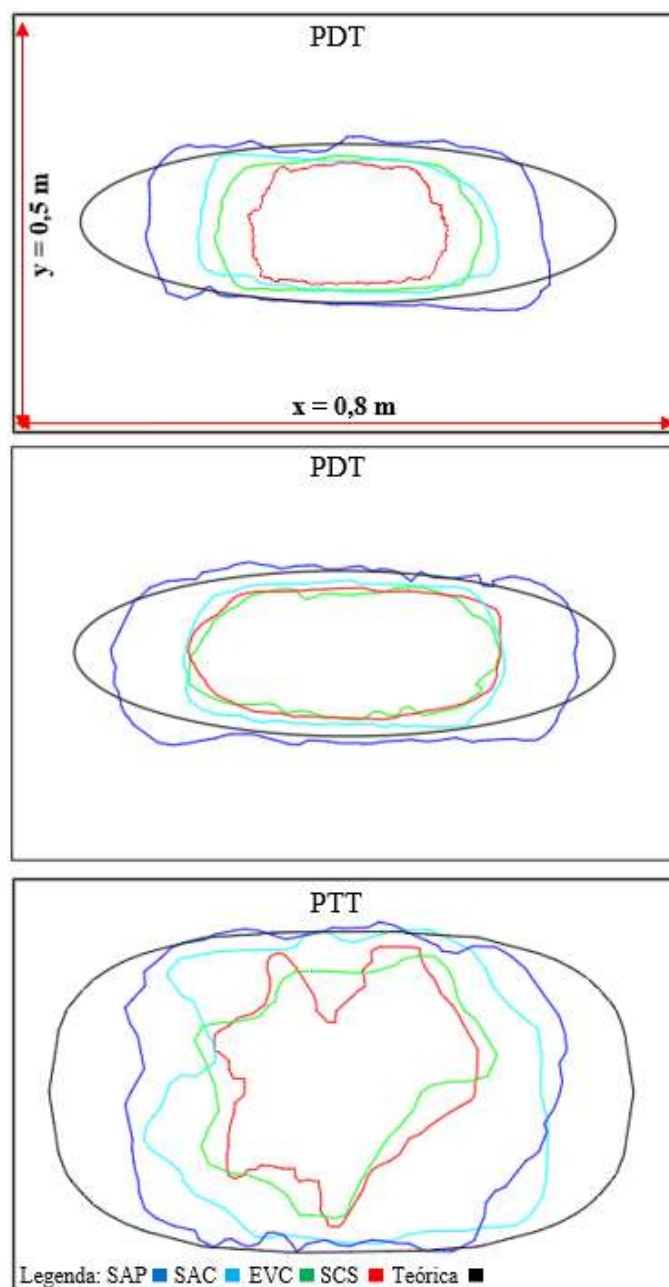 PDT
y = 0,5 m
x = 0,8 m
PDT
PTT
Legenda: SAP SAC EVC SCS Teórica